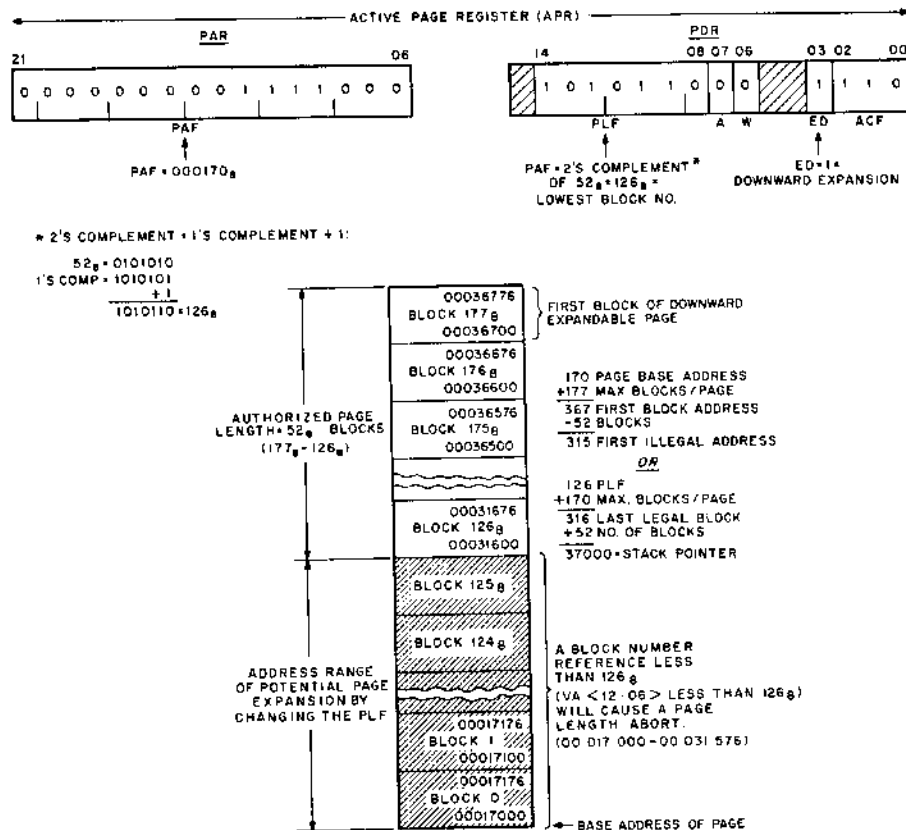 ACTIVE PAGE REGISTER (APR)
PAR
PDR
21 06
14 08 07 06 03 02 00
0 0 0 0 0 0 0 0 0 1 1 1 1 0 0 0
1 0 1 0 1 1 0 0 0 1 1 1 0
PAF
PLF A W ED ACF
PAF = 000170₈
PAF = 2'S COMPLEMENT*
OF 52₈ = 126₈ =
LOWEST BLOCK NO.
ED = 1 =
DOWNWARD EXPANSION
* 2'S COMPLEMENT = 1'S COMPLEMENT + 1:
52₈ = 0101010
1'S COMP = 1010101
+ 1
1010110 = 126₈
00036776
BLOCK 177₈
00036700
FIRST BLOCK OF DOWNWARD
EXPANDABLE PAGE
00036676
BLOCK 176₈
00036600
00036576
BLOCK 175₈
00036500
AUTHORIZED PAGE
LENGTH = 52₈ BLOCKS
(177₈ - 126₈)
170 PAGE BASE ADDRESS
+177 MAX BLOCKS/PAGE
367 FIRST BLOCK ADDRESS
-52 BLOCKS
315 FIRST ILLEGAL ADDRESS
OR
126 PLF
+170 MAX. BLOCKS/PAGE
316 LAST LEGAL BLOCK
+52 NO. OF BLOCKS
37000 = STACK POINTER
00031676
BLOCK 126₈
00031600
BLOCK 125₈
BLOCK 124₈
ADDRESS RANGE
OF POTENTIAL PAGE
EXPANSION BY
CHANGING THE PLF
A BLOCK NUMBER
REFERENCE LESS
THAN 126₈
(VA <12:06> LESS THAN 126₈)
WILL CAUSE A PAGE
LENGTH ABORT.
(00 017 000-00 031 576)
00017176
BLOCK 1
00017100
00017176
BLOCK 0
00017000
BASE ADDRESS OF PAGE